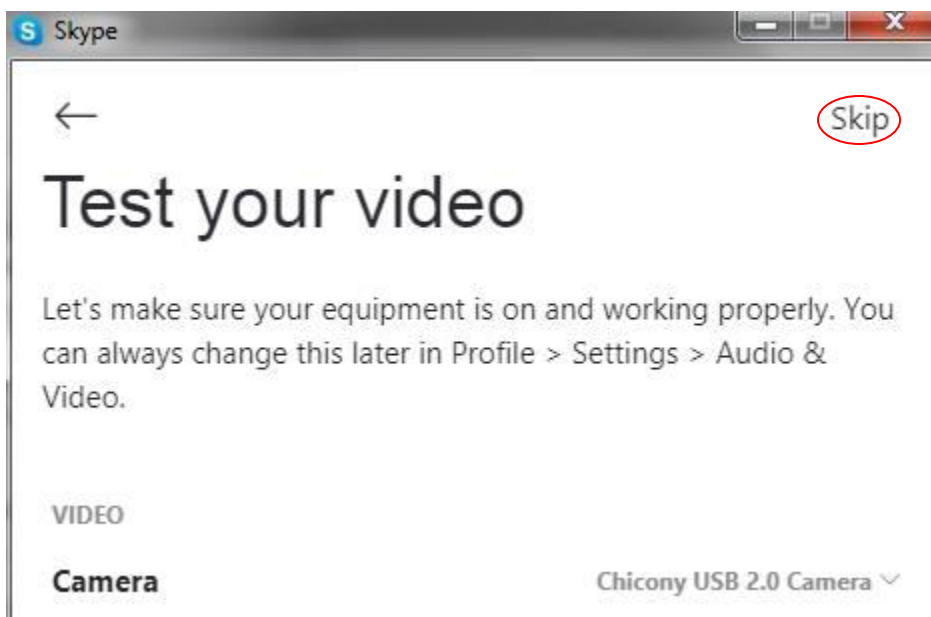 S Skype
Skip
Test your video
Let's make sure your equipment is on and working properly. You
can always change this later in Profile > Settings > Audio &
Video.
VIDEO
Camera Chicony USB 2.0 Camera